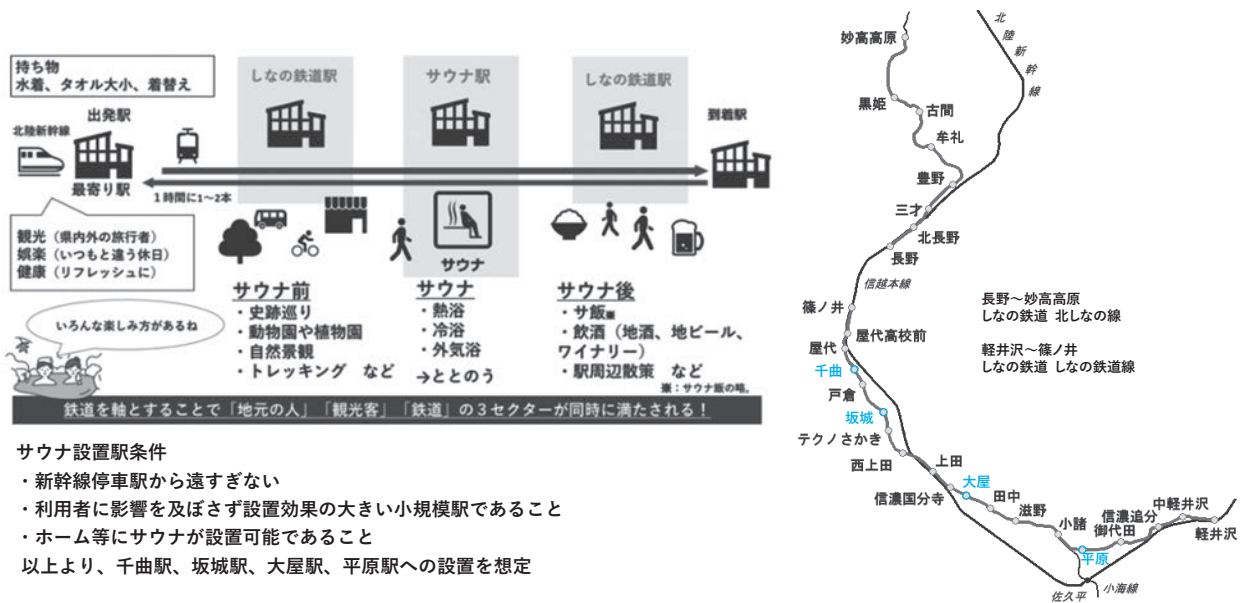 持ち物
水着、タオル大小、着替え
出発駅
北陸新幹線
最寄り駅
しなの鉄道駅
サウナ駅
しなの鉄道駅
到着駅
1時間に1~2本
観光(県内外の旅行者)
娯楽(いつもと違う休日)
健康(リフレッシュに)
いろんな楽しみ方があるね
サウナ
サウナ前
・史跡巡り
・動物園や植物園
・自然景観
・トレッキング など
サウナ
・熱浴
・冷浴
・外気浴
→ととのう
サウナ後
・サ飯※
・飲酒(地酒、地ビール、
ワイナリー)
・駅周辺散策 など
※:サウナ飯の略。
鉄道を軸とすることで「地元の人」「観光客」「鉄道」の3セクターが同時に満たされる!
サウナ設置駅条件
・新幹線停車駅から遠すぎない
・利用者に影響を及ぼさず設置効果の大きい小規模駅であること
・ホーム等にサウナが設置可能であること
以上より、千曲駅、坂城駅、大屋駅、平原駅への設置を想定
北陸新幹線
妙高高原
黒姫
古間
牟礼
豊野
三才
北長野
長野
信越本線
篠ノ井
屋代高校前
屋代
千曲
戸倉
坂城
テクノさかき
西上田
上田
信濃国分寺
大屋
田中
滋野
小諸
平原
御代田
信濃追分
中軽井沢
軽井沢
佐久平
小海線
長野~妙高高原
しなの鉄道 北しなの線
軽井沢~篠ノ井
しなの鉄道 しなの鉄道線